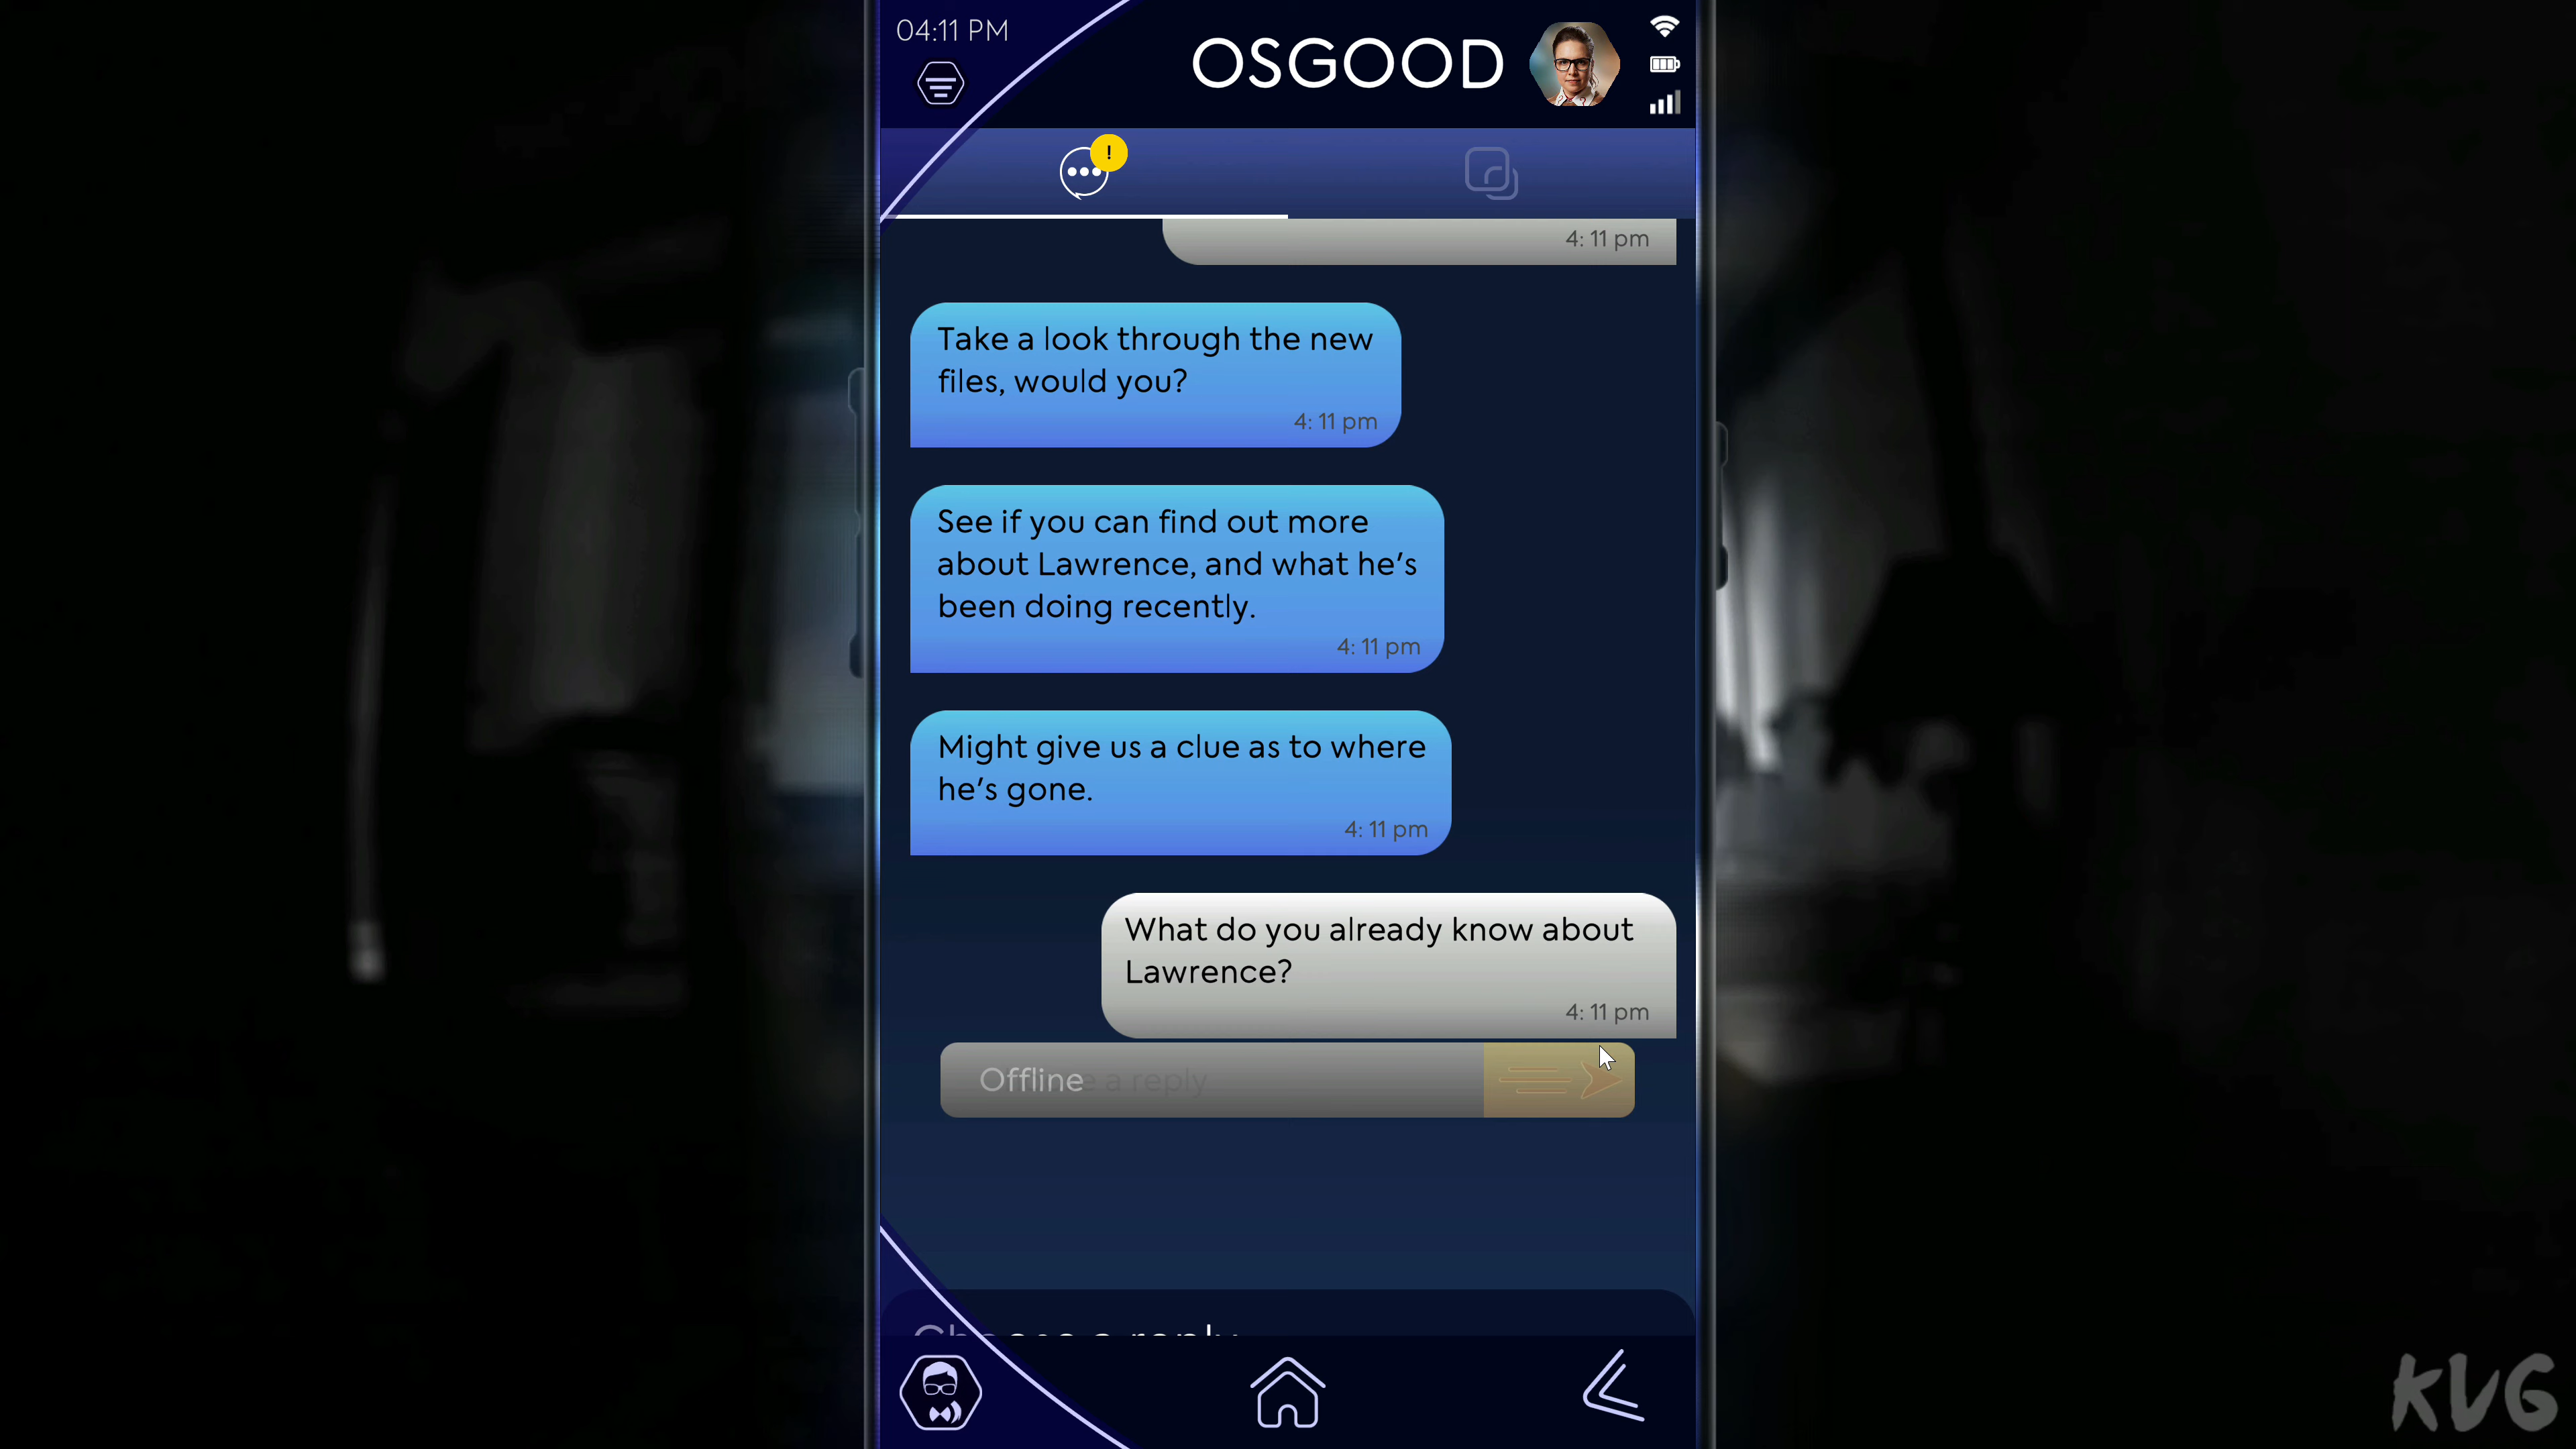 04:11 PM
OSGOOD
!
4: 11 pm
Take a look through the new
files, would you?
4: 11 pm
See if you can find out more
about Lawrence, and what he's
been doing recently.
4: 11 pm
Might give us a clue as to where
he's gone.
4: 11 pm
What do you already know about
Lawrence?
4: 11 pm
Offline a reply
Choose a reply
KVG